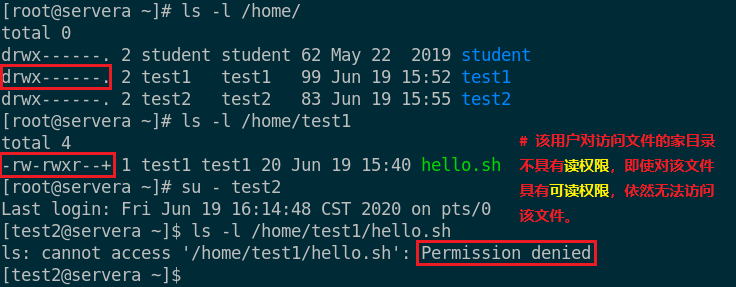 [root@servera ~]# ls -l /home/
total 0
drwx------. 2 student student 62 May 22  2019 student
drwx------. 2 test1   test1   99 Jun 19 15:52 test1
drwx------. 2 test2   test2   83 Jun 19 15:55 test2
[root@servera ~]# ls -l /home/test1
total 4
-rw-rwxr--+ 1 test1 test1 20 Jun 19 15:40 hello.sh
[root@servera ~]# su - test2
Last login: Fri Jun 19 16:14:48 CST 2020 on pts/0
[test2@servera ~]$ ls -l /home/test1/hello.sh
ls: cannot access '/home/test1/hello.sh': Permission denied
[test2@servera ~]$
# 该用户对访问文件的家目录
不具有读权限，即使对该文件
具有可读权限，依然无法访问
该文件。